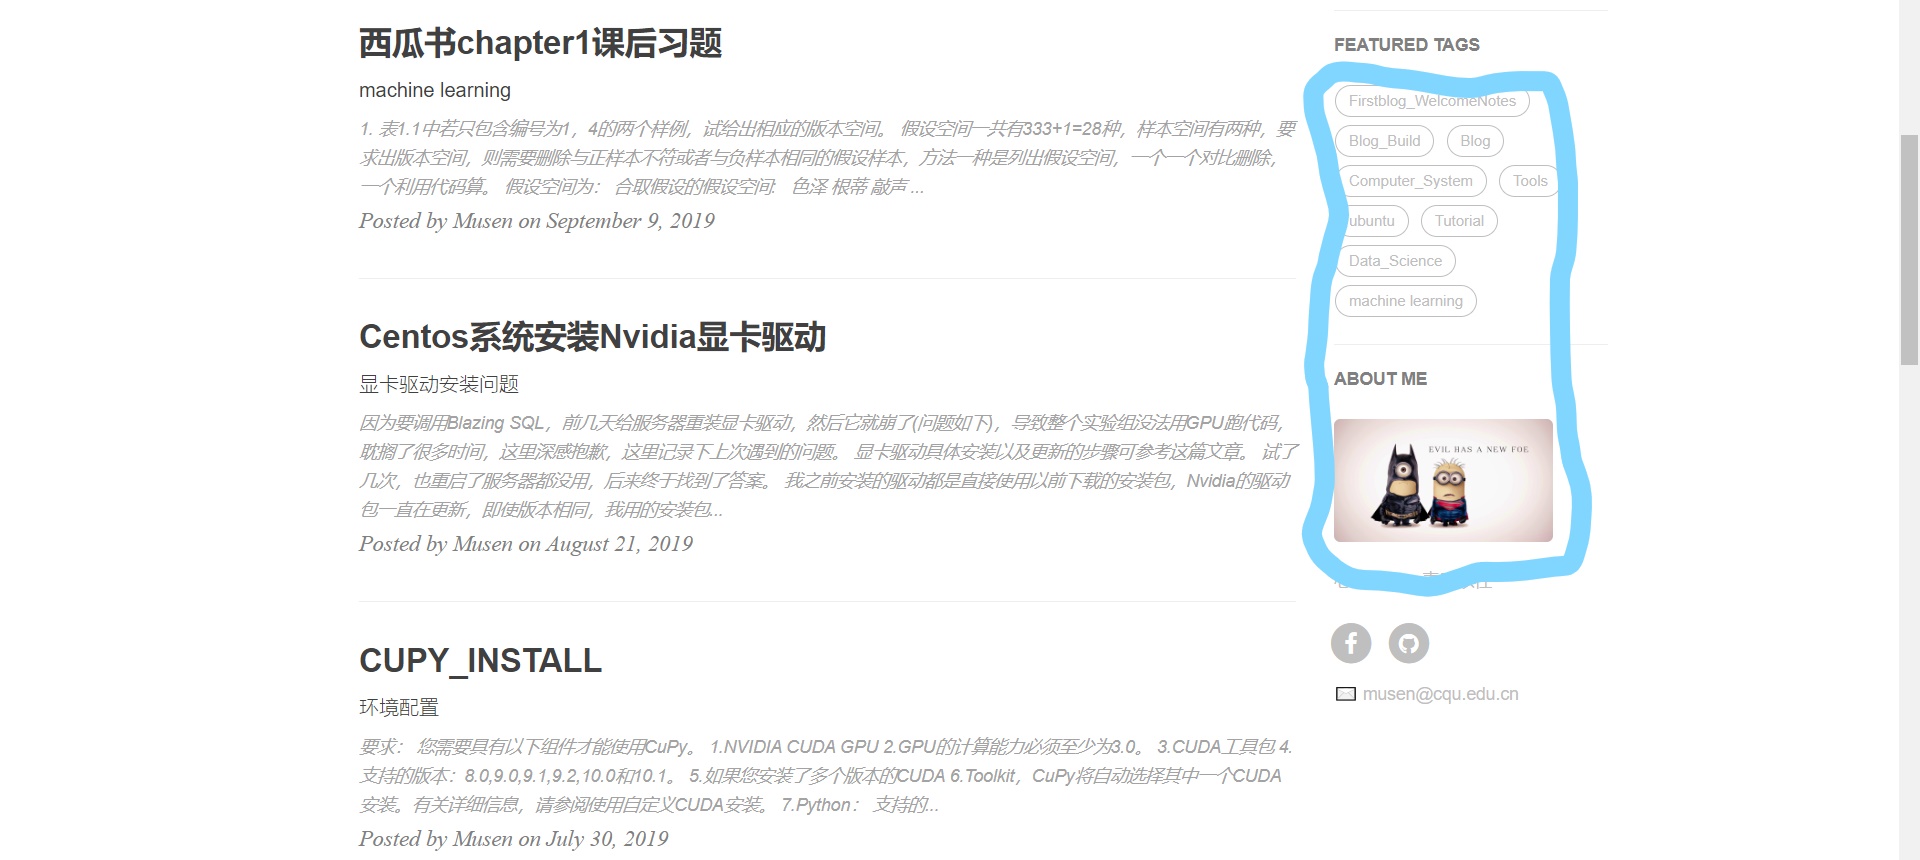 西瓜书chapter1课后习题
machine learning
1. 表1.1中若只包含编号为1，4的两个样例，试给出相应的版本空间。 假设空间一共有333+1=28种，样本空间有两种，要
求出版本空间，则需要删除与正样本不符或者与负样本相同的假设样本，方法一种是列出假设空间，一个一个对比删除，
一个利用代码算。 假设空间为： 合取假设的假设空间: 色泽 根蒂 敲声 ...
Posted by Musen on September 9, 2019
Centos系统安装Nvidia显卡驱动
显卡驱动安装问题
因为要调用Blazing SQL，前几天给服务器重装显卡驱动，然后它就崩了(问题如下)，导致整个实验组没法用GPU跑代码，
耽搁了很多时间，这里深感抱歉，这里记录下上次遇到的问题。 显卡驱动具体安装以及更新的步骤可参考这篇文章。 试了
几次，也重启了服务器都没用，后来终于找到了答案。 我之前安装的驱动都是直接使用以前下载的安装包，Nvidia的驱动
包一直在更新，即使版本相同，我用的安装包...
Posted by Musen on August 21, 2019
CUPY_INSTALL
环境配置
要求： 您需要具有以下组件才能使用CuPy。 1.NVIDIA CUDA GPU 2.GPU的计算能力必须至少为3.0。 3.CUDA工具包 4.
支持的版本：8.0,9.0,9.1,9.2,10.0和10.1。 5.如果您安装了多个版本的CUDA 6.Toolkit，CuPy将自动选择其中一个CUDA
安装。有关详细信息，请参阅使用自定义CUDA安装。 7.Python： 支持的...
Posted by Musen on July 30, 2019
FEATURED TAGS
Firstblog_WelcomeNotes
Blog_Build Blog
Computer_System Tools
ubuntu Tutorial
Data_Science
machine learning
ABOUT ME
EVIL HAS A NEW FOE
musen@cqu.edu.cn